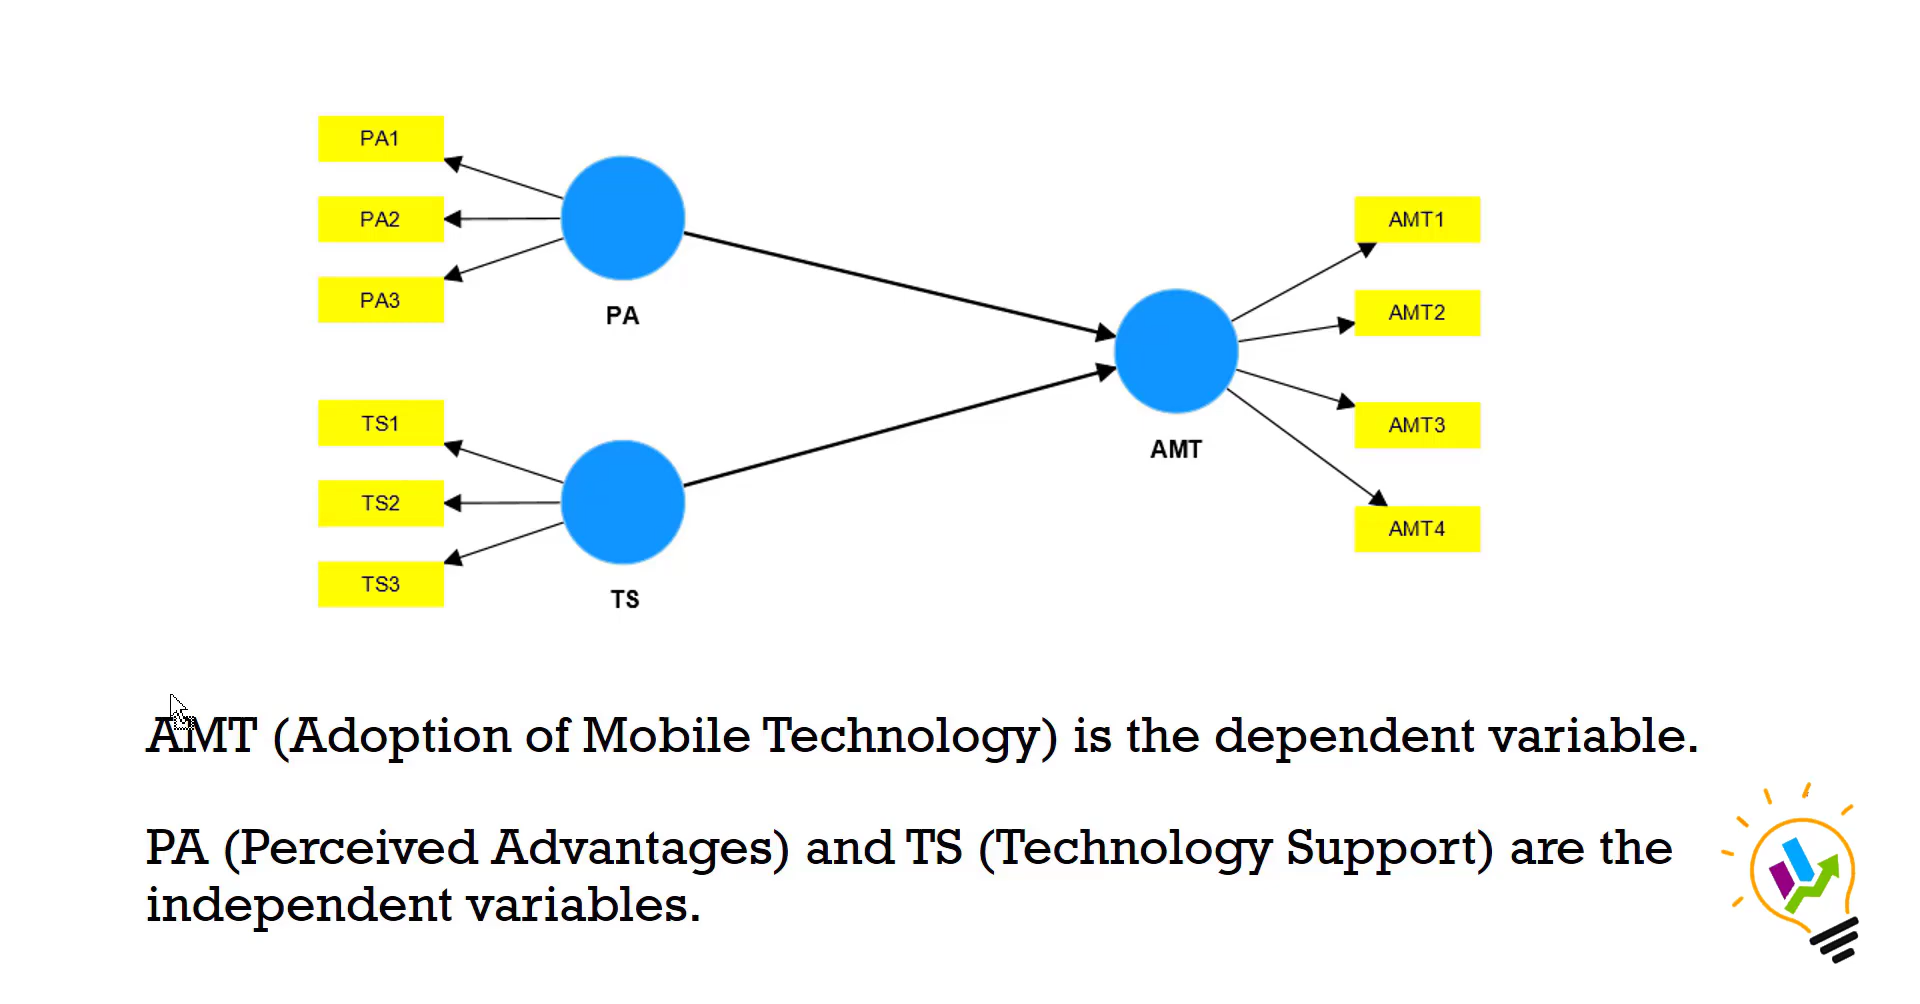 PA1
PA2
PA3
PA
TS1
TS2
TS3
TS
AMT
AMT1
AMT2
AMT3
AMT4
AMT (Adoption of Mobile Technology) is the dependent variable.
PA (Perceived Advantages) and TS (Technology Support) are the
independent variables.